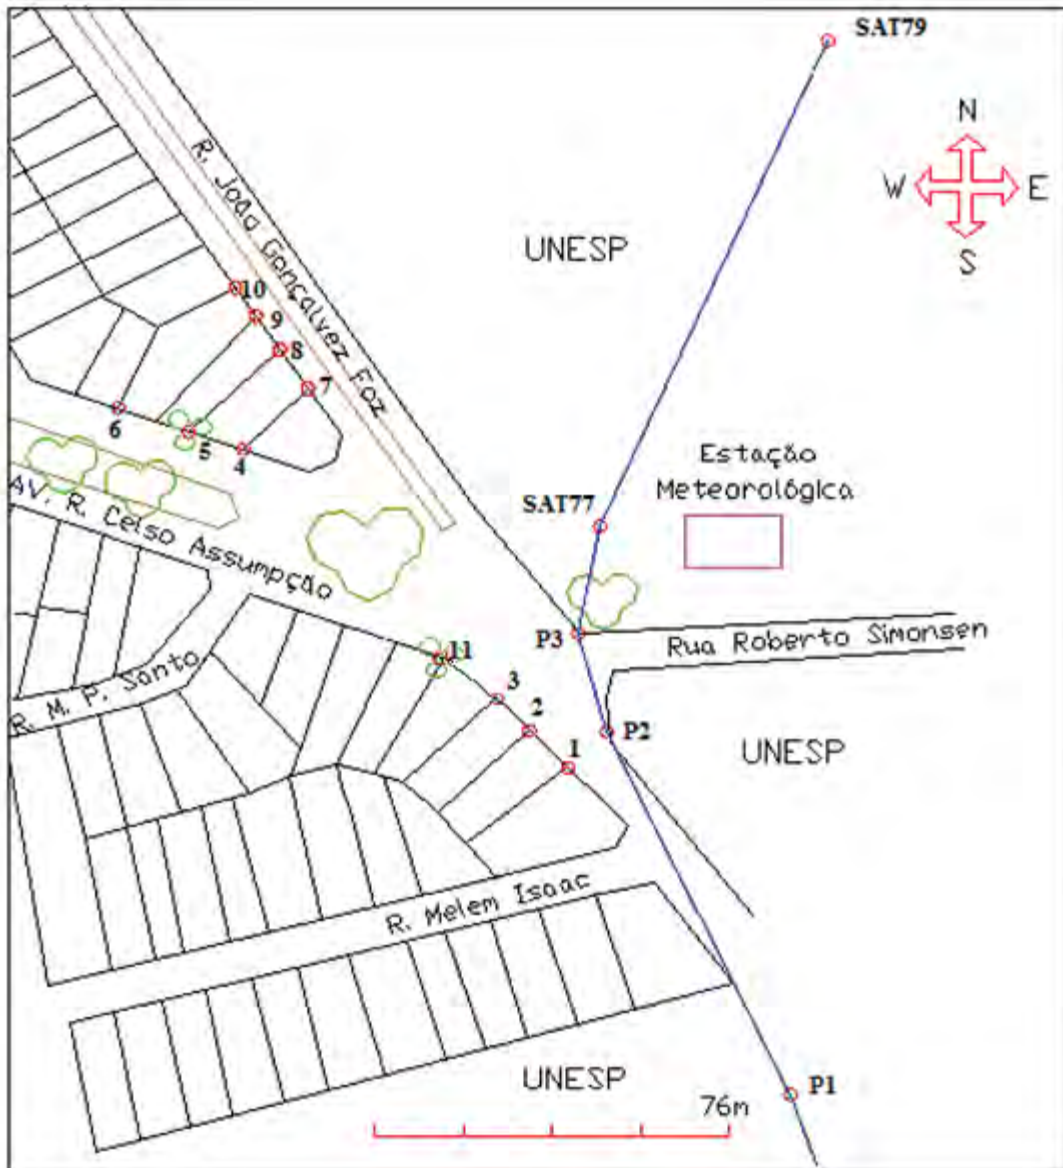 SAT79
N
W
E
S
R. João Gonçalvez Foz
UNESP
10
9
8
7
6
5
4
Estação
Meteorológica
SAT77
AV. R. Celso Assumpção
P3
Rua Roberto Simonsen
11
R. M. P. Santo
3
2
P2
1
UNESP
R. Melem Isaac
UNESP
P1
76m